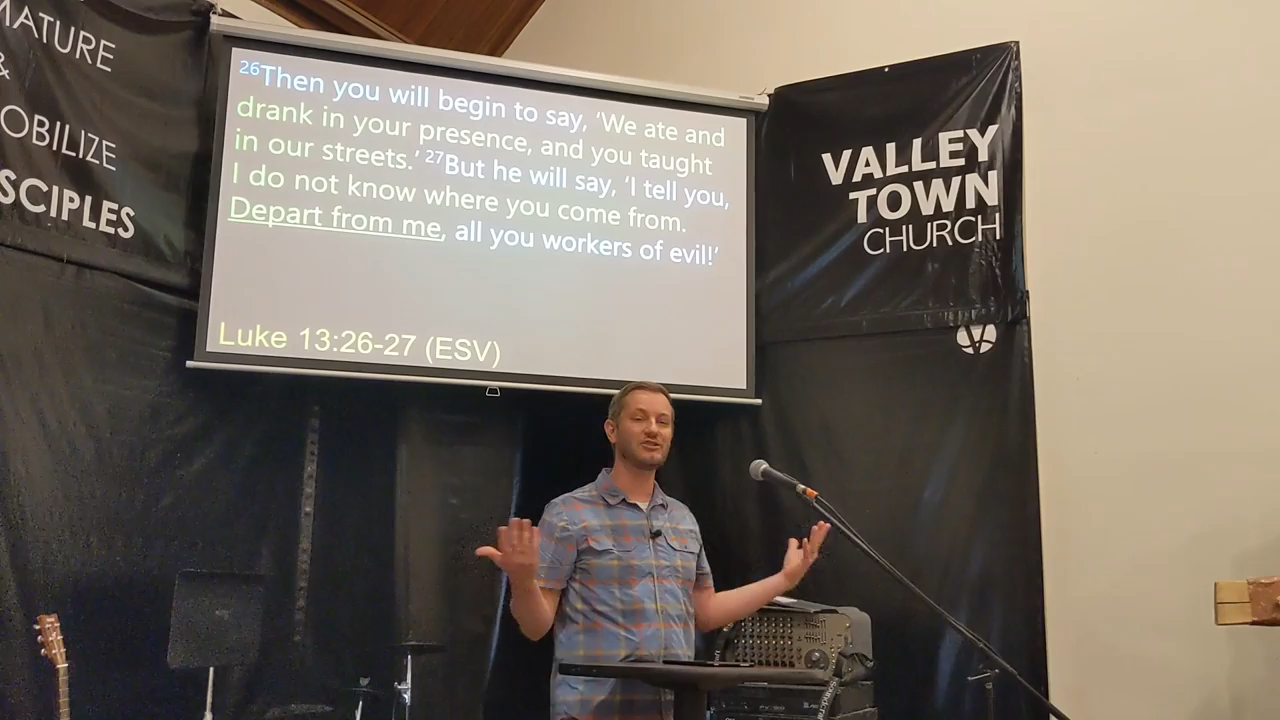 MATURE
&
OBILIZE
SCIPLES
26Then you will begin to say, ‘We ate and
drank in your presence, and you taught
in our streets.’ 27But he will say, ‘I tell you,
I do not know where you come from.
Depart from me, all you workers of evil!’
Luke 13:26-27 (ESV)
VALLEY
TOWN
CHURCH